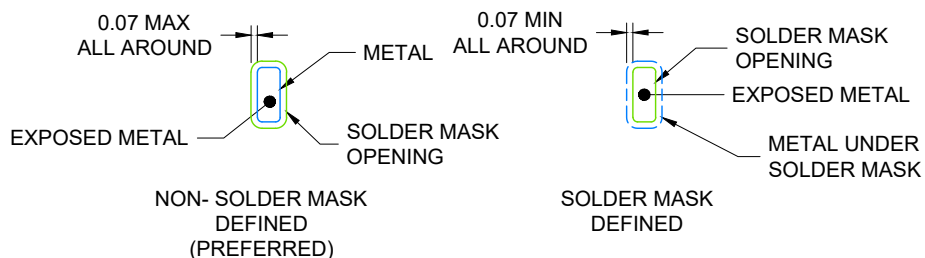 0.07 MAX
ALL AROUND
METAL
EXPOSED METAL
SOLDER MASK
OPENING
NON- SOLDER MASK
DEFINED
(PREFERRED)
0.07 MIN
ALL AROUND
SOLDER MASK
OPENING
EXPOSED METAL
METAL UNDER
SOLDER MASK
SOLDER MASK
DEFINED